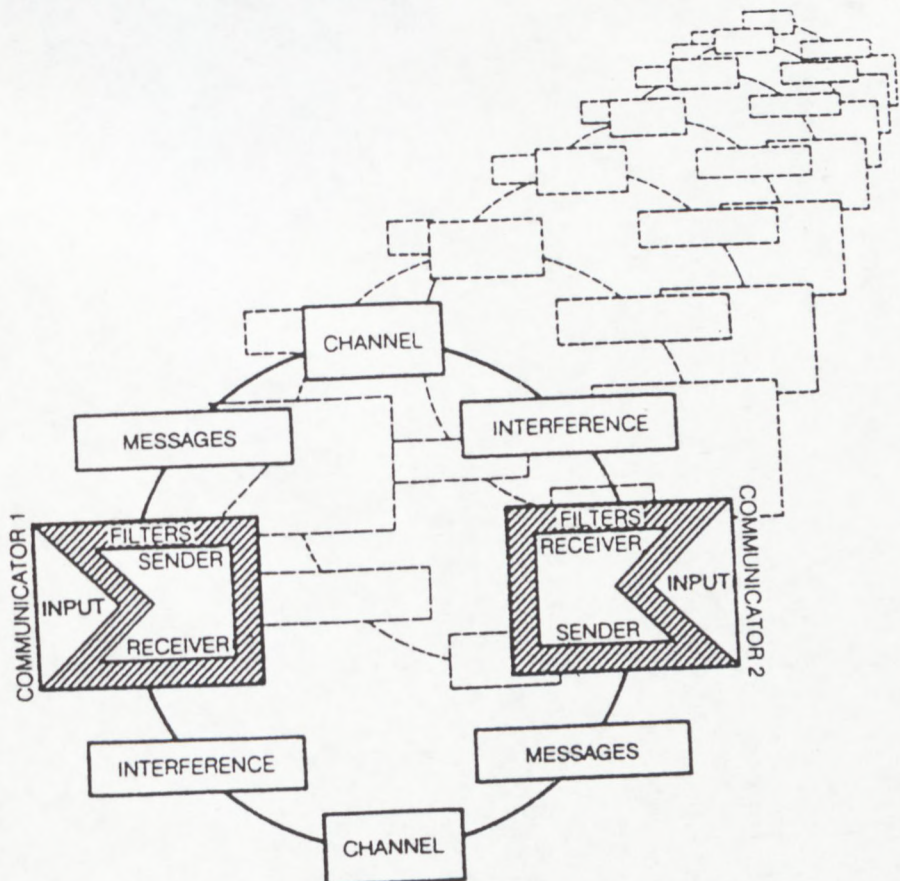 CHANNEL
MESSAGES
INTERFERENCE
COMMUNICATOR 1
FILTERS
SENDER
INPUT
RECEIVER
FILTERS
RECEIVER
INPUT
SENDER
COMMUNICATOR 2
INTERFERENCE
MESSAGES
CHANNEL